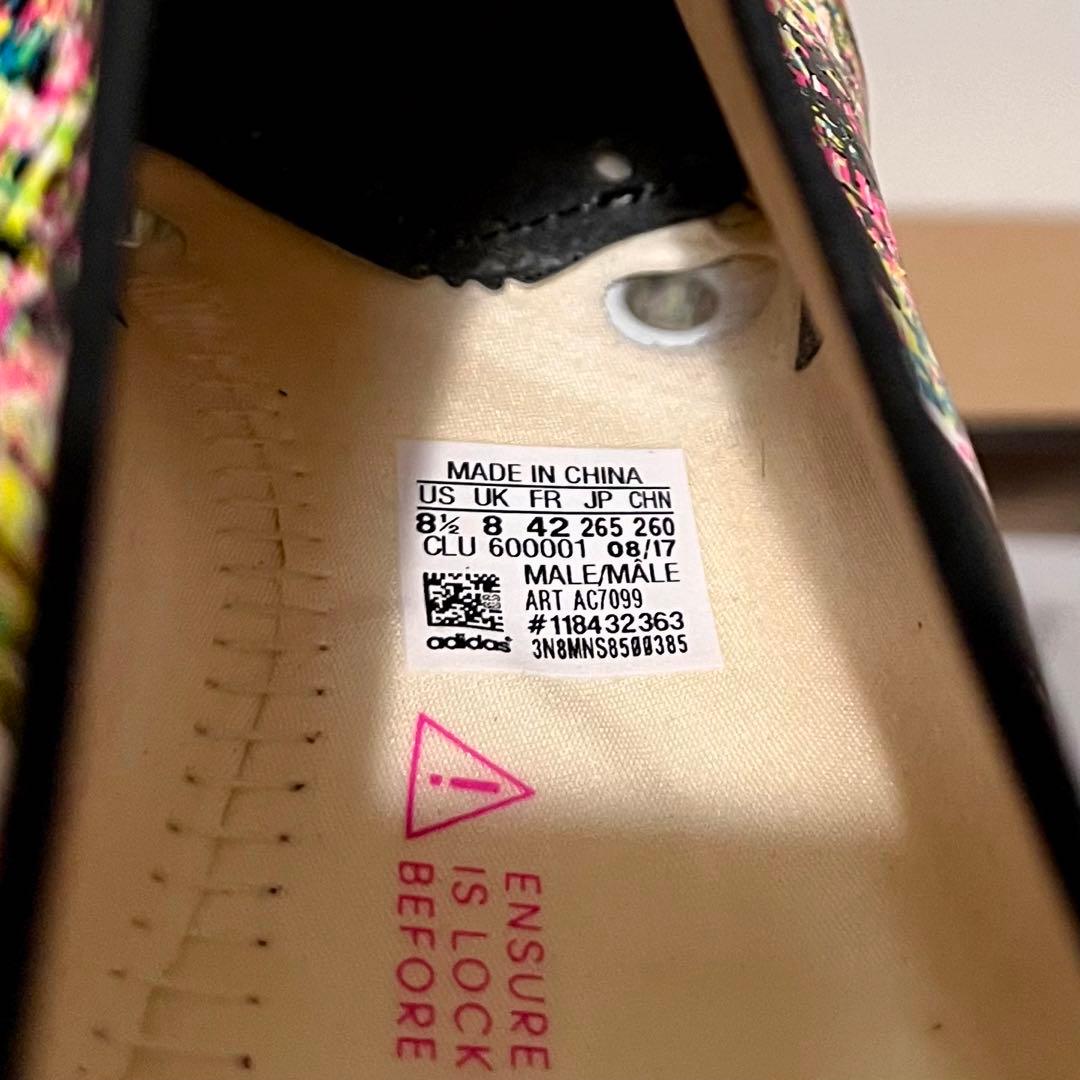 MADE IN CHINA
US UK FR JP CHN
8½ 8 42 265 260
CLU 600001 08/17
MALE/MÂLE
ART AC7099
#118432363
adidas 3N8MNS8500385
ENSURE
IS LOCK
BEFORE